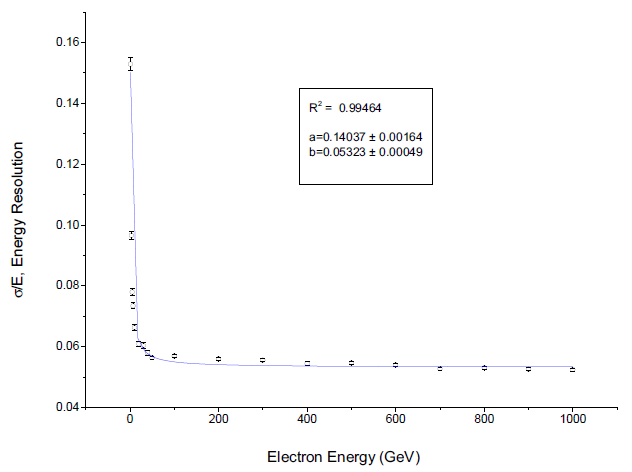 0.16
0.14
0.12
0.10
0.08
0.06
0.04
σ/E, Energy Resolution
R² = 0.99464
a=0.14037 ± 0.00164
b=0.05323 ± 0.00049
0 200 400 600 800 1000
Electron Energy (GeV)